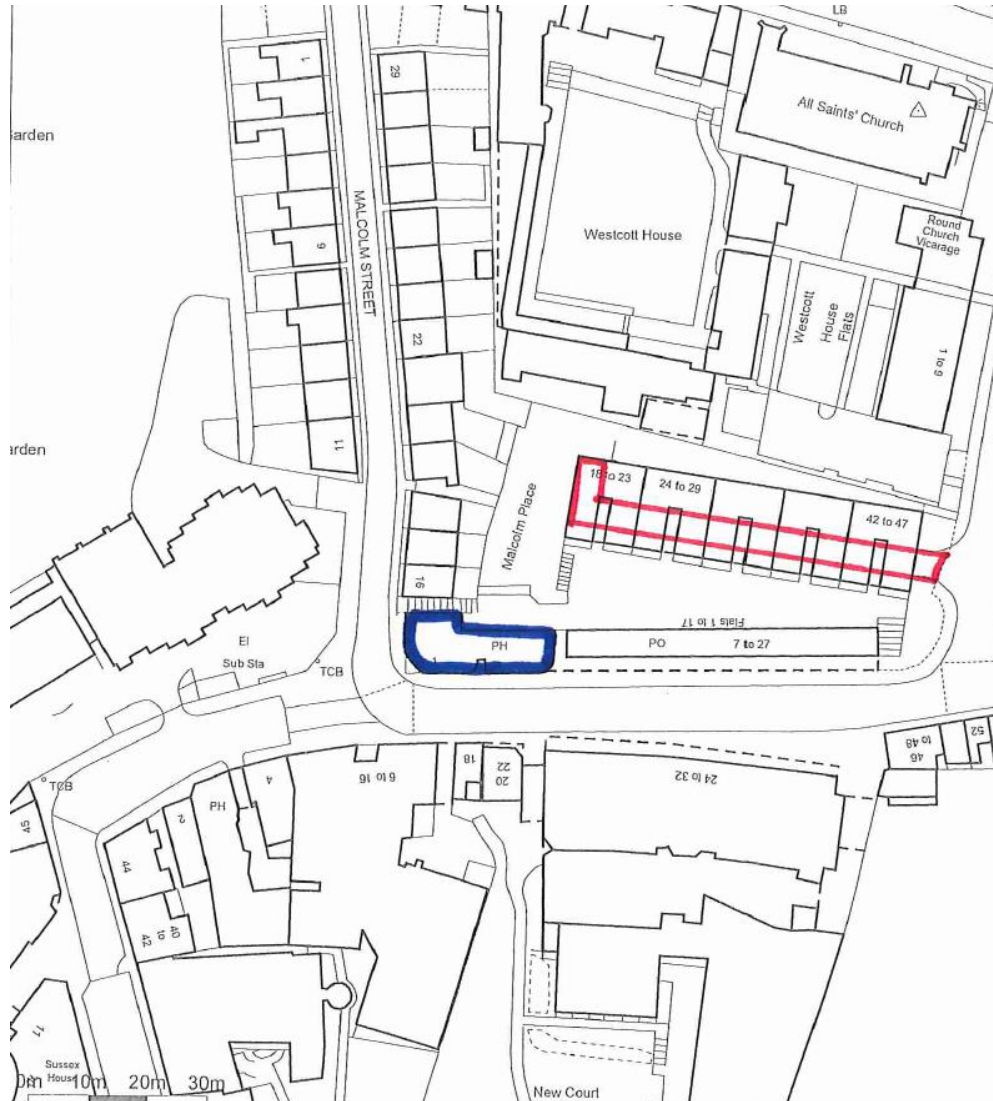 LB
1
29
All Saints' Church
arden
MALCOLM STREET
Round
Church
Vicarage
9
Westcott House
Westcott
House
Flats
22
1 to 9
11
arden
18 to 23
24 to 29
42 to 47
Malcolm Place
16
Flats 1 to 17
PH
PO
7 to 27
1
El
Sub Sta
TCB
52
46
to 48
18
22
20
4
6 to 16
24 to 32
TCB
PH
2
45
44
40
to
42
Sussex
House
0m
10m
20m
30m
New Court